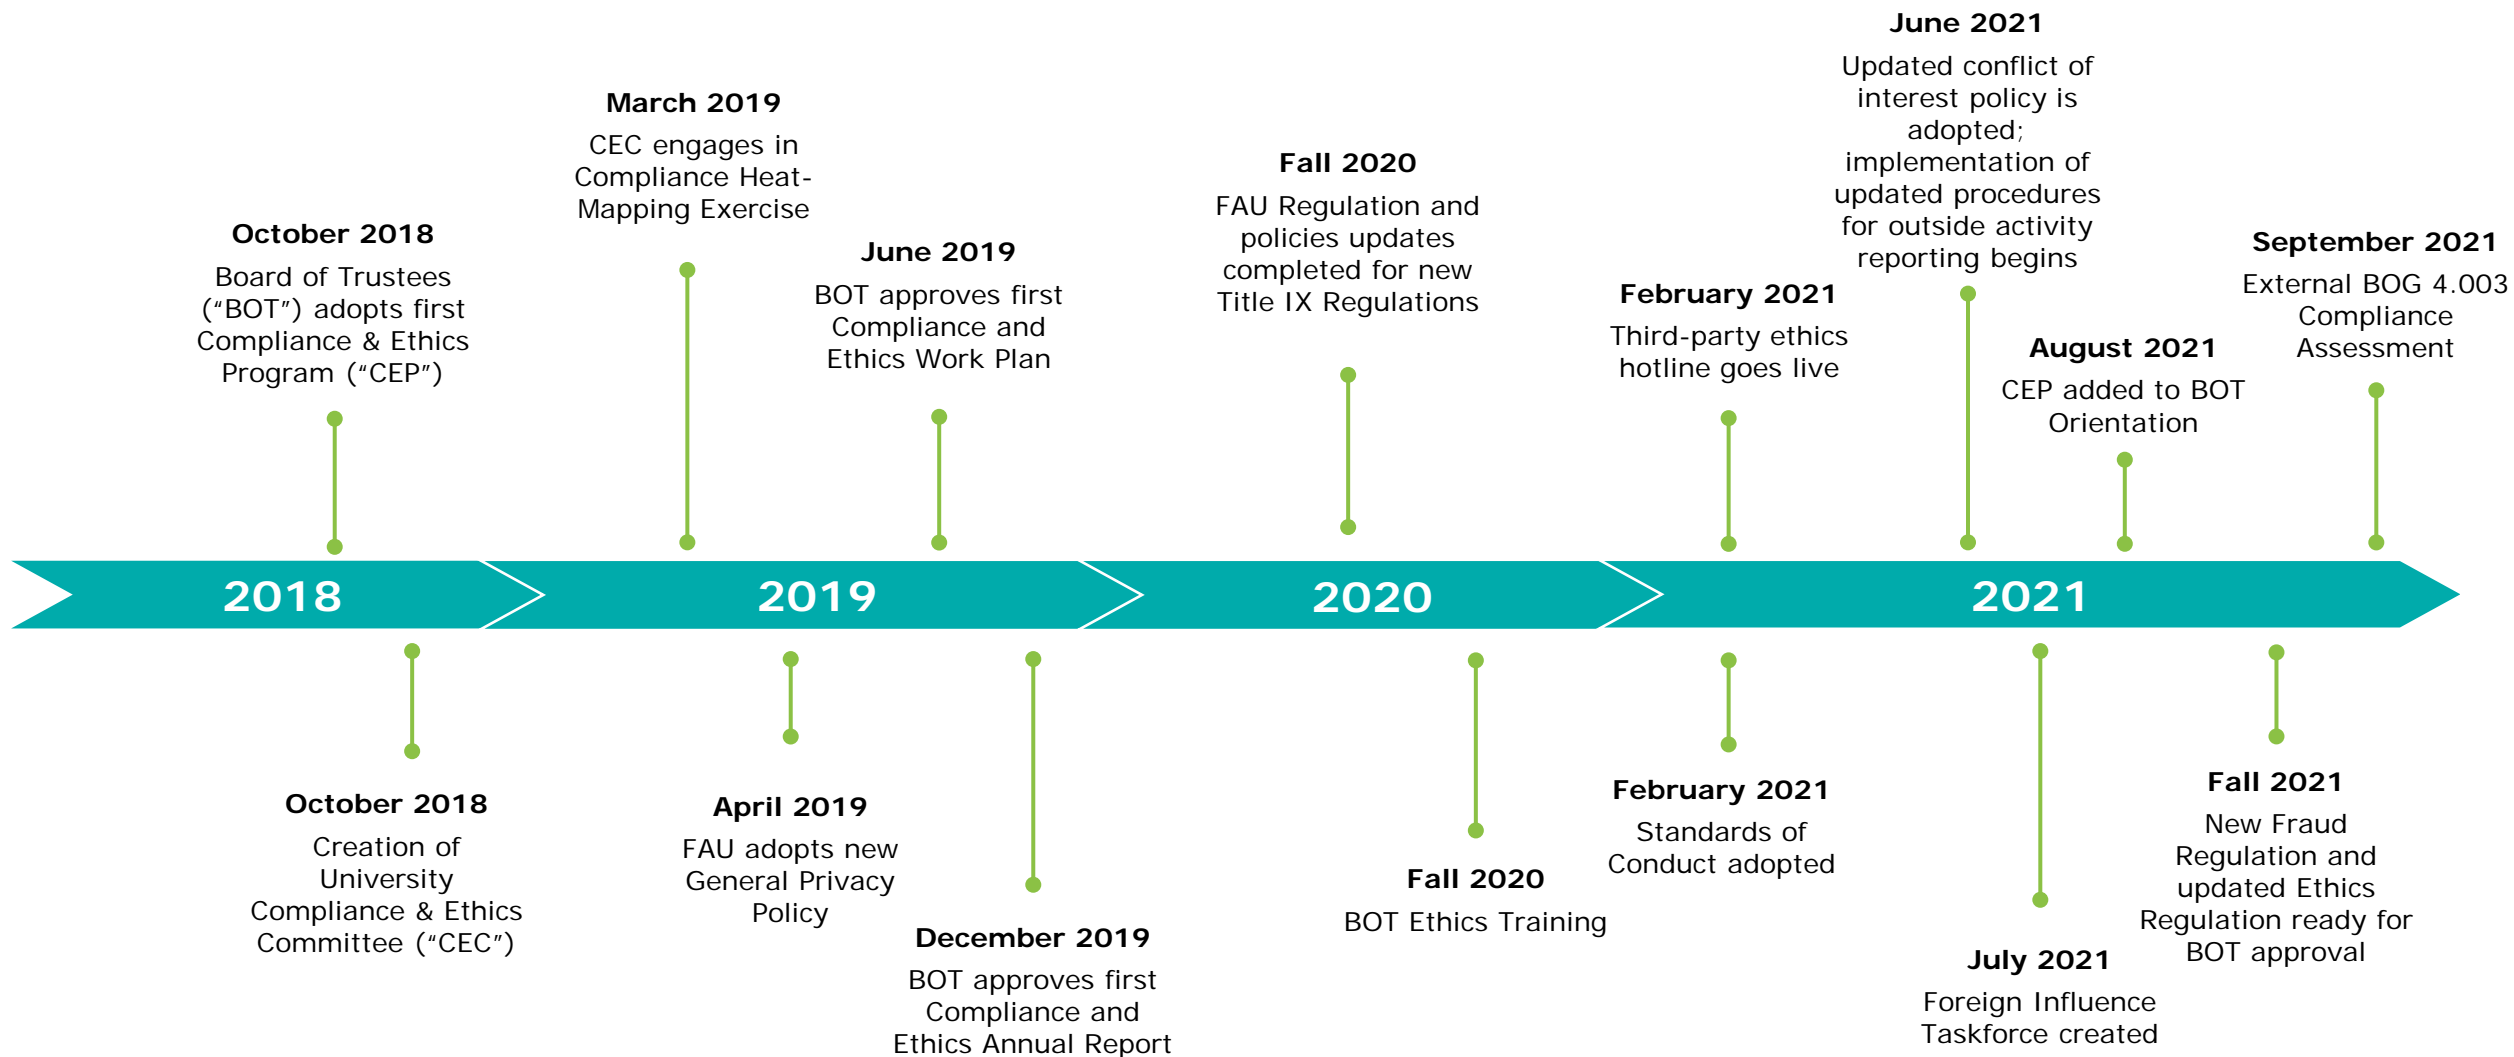 October 2018
Board of Trustees
(“BOT”) adopts first
Compliance & Ethics
Program (“CEP”)
March 2019
CEC engages in
Compliance Heat-
Mapping Exercise
June 2019
BOT approves first
Compliance and
Ethics Work Plan
Fall 2020
FAU Regulation and
policies updates
completed for new
Title IX Regulations
February 2021
Third-party ethics
hotline goes live
June 2021
Updated conflict of
interest policy is
adopted;
implementation of
updated procedures
for outside activity
reporting begins
August 2021
CEP added to BOT
Orientation
September 2021
External BOG 4.003
Compliance
Assessment
2018
2019
2020
2021
October 2018
Creation of
University
Compliance & Ethics
Committee (“CEC”)
April 2019
FAU adopts new
General Privacy
Policy
December 2019
BOT approves first
Compliance and
Ethics Annual Report
Fall 2020
BOT Ethics Training
February 2021
Standards of
Conduct adopted
July 2021
Foreign Influence
Taskforce created
Fall 2021
New Fraud
Regulation and
updated Ethics
Regulation ready for
BOT approval